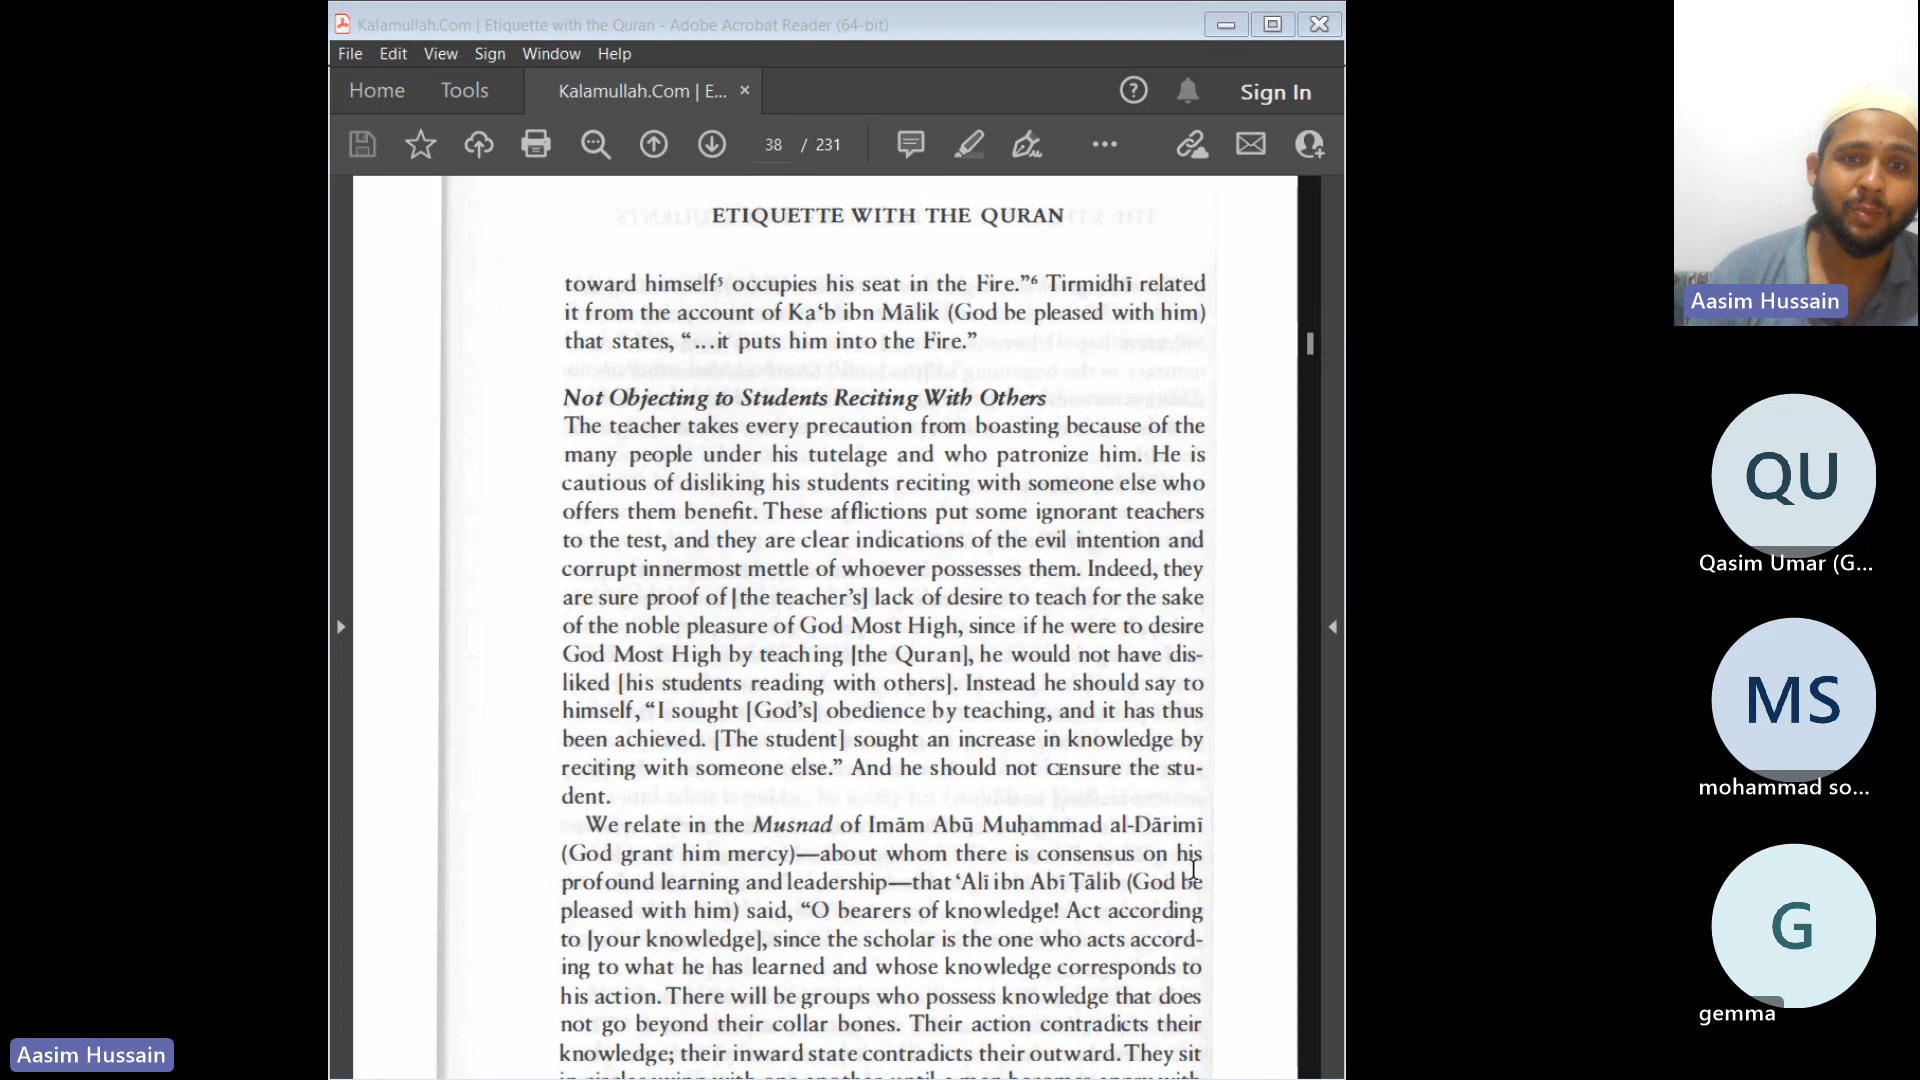 Kalamullah.Com | Etiquette with the Quran - Adobe Acrobat Reader (64-bit)
File Edit View Sign Window Help
Home Tools Kalamullah.Com | E... × Sign In
38 / 231
ETIQUETTE WITH THE QURAN
toward himself⁵ occupies his seat in the Fire.”⁶ Tirmidhī related
it from the account of Ka‘b ibn Mālik (God be pleased with him)
that states, “...it puts him into the Fire.”
Not Objecting to Students Reciting With Others
The teacher takes every precaution from boasting because of the
many people under his tutelage and who patronize him. He is
cautious of disliking his students reciting with someone else who
offers them benefit. These afflictions put some ignorant teachers
to the test, and they are clear indications of the evil intention and
corrupt innermost mettle of whoever possesses them. Indeed, they
are sure proof of [the teacher’s] lack of desire to teach for the sake
of the noble pleasure of God Most High, since if he were to desire
God Most High by teaching [the Quran], he would not have dis-
liked [his students reading with others]. Instead he should say to
himself, “I sought [God’s] obedience by teaching, and it has thus
been achieved. [The student] sought an increase in knowledge by
reciting with someone else.” And he should not CEnsure the stu-
dent.
We relate in the Musnad of Imām Abū Muḥammad al-Dārimī
(God grant him mercy)—about whom there is consensus on his
profound learning and leadership—that ‘Alī ibn Abī Ṭālib (God be
pleased with him) said, “O bearers of knowledge! Act according
to [your knowledge], since the scholar is the one who acts accord-
ing to what he has learned and whose knowledge corresponds to
his action. There will be groups who possess knowledge that does
not go beyond their collar bones. Their action contradicts their
knowledge; their inward state contradicts their outward. They sit
Aasim Hussain
QU
Qasim Umar (G...
MS
mohammad so...
G
gemma
Aasim Hussain